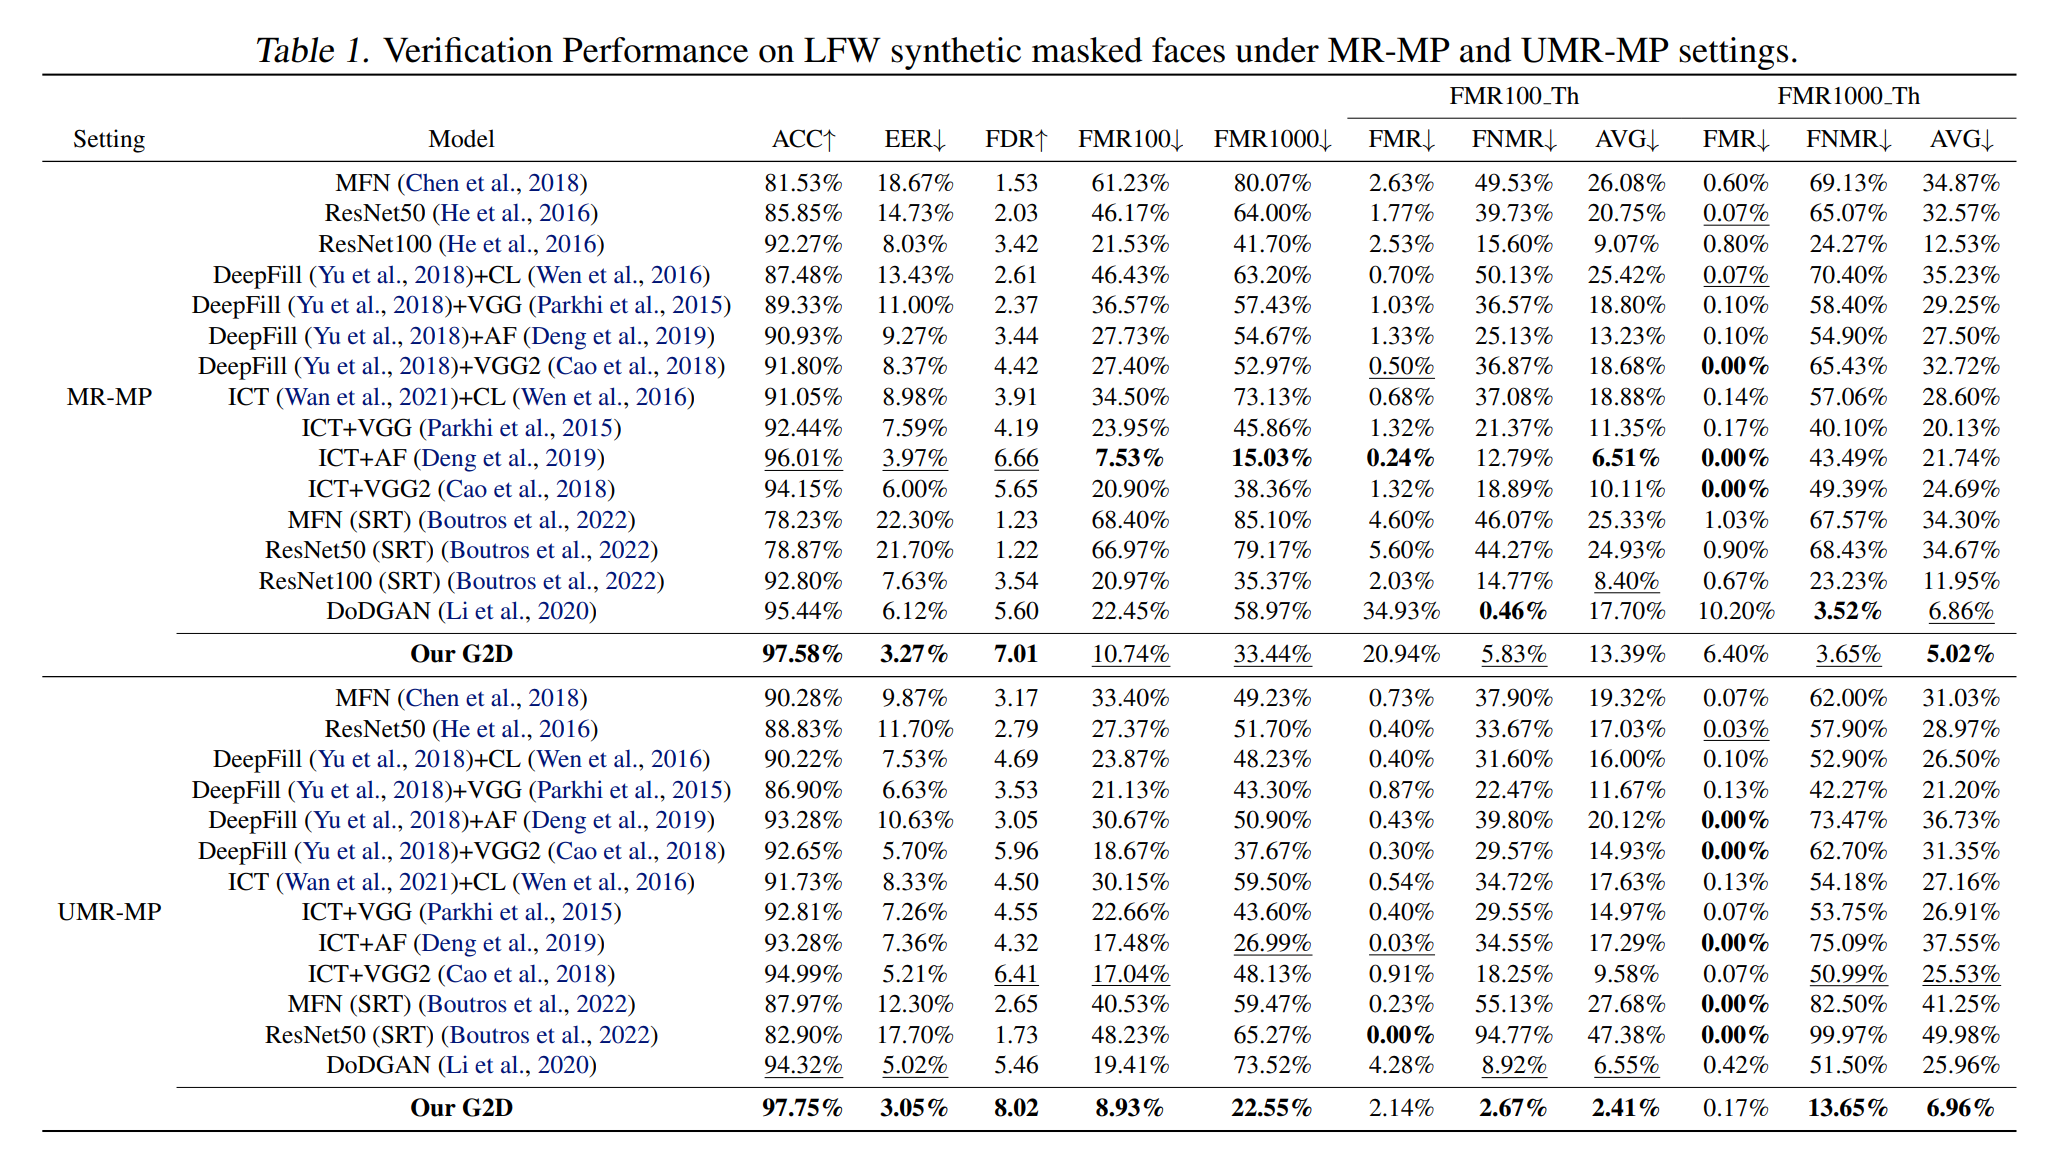 Table 1. Verification Performance on LFW synthetic masked faces under MR-MP and UMR-MP settings.
FMR100_Th FMR1000_Th
Setting Model ACC↑ EER↓ FDR↑ FMR100↓ FMR1000↓ FMR↓ FNMR↓ AVG↓ FMR↓ FNMR↓ AVG↓
MFN (Chen et al., 2018) 81.53% 18.67% 1.53 61.23% 80.07% 2.63% 49.53% 26.08% 0.60% 69.13% 34.87%
ResNet50 (He et al., 2016) 85.85% 14.73% 2.03 46.17% 64.00% 1.77% 39.73% 20.75% 0.07% 65.07% 32.57%
ResNet100 (He et al., 2016) 92.27% 8.03% 3.42 21.53% 41.70% 2.53% 15.60% 9.07% 0.80% 24.27% 12.53%
DeepFill (Yu et al., 2018)+CL (Wen et al., 2016) 87.48% 13.43% 2.61 46.43% 63.20% 0.70% 50.13% 25.42% 0.07% 70.40% 35.23%
DeepFill (Yu et al., 2018)+VGG (Parkhi et al., 2015) 89.33% 11.00% 2.37 36.57% 57.43% 1.03% 36.57% 18.80% 0.10% 58.40% 29.25%
DeepFill (Yu et al., 2018)+AF (Deng et al., 2019) 90.93% 9.27% 3.44 27.73% 54.67% 1.33% 25.13% 13.23% 0.10% 54.90% 27.50%
DeepFill (Yu et al., 2018)+VGG2 (Cao et al., 2018) 91.80% 8.37% 4.42 27.40% 52.97% 0.50% 36.87% 18.68% 0.00% 65.43% 32.72%
MR-MP ICT (Wan et al., 2021)+CL (Wen et al., 2016) 91.05% 8.98% 3.91 34.50% 73.13% 0.68% 37.08% 18.88% 0.14% 57.06% 28.60%
ICT+VGG (Parkhi et al., 2015) 92.44% 7.59% 4.19 23.95% 45.86% 1.32% 21.37% 11.35% 0.17% 40.10% 20.13%
ICT+AF (Deng et al., 2019) 96.01% 3.97% 6.66 7.53% 15.03% 0.24% 12.79% 6.51% 0.00% 43.49% 21.74%
ICT+VGG2 (Cao et al., 2018) 94.15% 6.00% 5.65 20.90% 38.36% 1.32% 18.89% 10.11% 0.00% 49.39% 24.69%
MFN (SRT) (Boutros et al., 2022) 78.23% 22.30% 1.23 68.40% 85.10% 4.60% 46.07% 25.33% 1.03% 67.57% 34.30%
ResNet50 (SRT) (Boutros et al., 2022) 78.87% 21.70% 1.22 66.97% 79.17% 5.60% 44.27% 24.93% 0.90% 68.43% 34.67%
ResNet100 (SRT) (Boutros et al., 2022) 92.80% 7.63% 3.54 20.97% 35.37% 2.03% 14.77% 8.40% 0.67% 23.23% 11.95%
DoDGAN (Li et al., 2020) 95.44% 6.12% 5.60 22.45% 58.97% 34.93% 0.46% 17.70% 10.20% 3.52% 6.86%
Our G2D 97.58% 3.27% 7.01 10.74% 33.44% 20.94% 5.83% 13.39% 6.40% 3.65% 5.02%
MFN (Chen et al., 2018) 90.28% 9.87% 3.17 33.40% 49.23% 0.73% 37.90% 19.32% 0.07% 62.00% 31.03%
ResNet50 (He et al., 2016) 88.83% 11.70% 2.79 27.37% 51.70% 0.40% 33.67% 17.03% 0.03% 57.90% 28.97%
DeepFill (Yu et al., 2018)+CL (Wen et al., 2016) 90.22% 7.53% 4.69 23.87% 48.23% 0.40% 31.60% 16.00% 0.10% 52.90% 26.50%
DeepFill (Yu et al., 2018)+VGG (Parkhi et al., 2015) 86.90% 6.63% 3.53 21.13% 43.30% 0.87% 22.47% 11.67% 0.13% 42.27% 21.20%
DeepFill (Yu et al., 2018)+AF (Deng et al., 2019) 93.28% 10.63% 3.05 30.67% 50.90% 0.43% 39.80% 20.12% 0.00% 73.47% 36.73%
DeepFill (Yu et al., 2018)+VGG2 (Cao et al., 2018) 92.65% 5.70% 5.96 18.67% 37.67% 0.30% 29.57% 14.93% 0.00% 62.70% 31.35%
ICT (Wan et al., 2021)+CL (Wen et al., 2016) 91.73% 8.33% 4.50 30.15% 59.50% 0.54% 34.72% 17.63% 0.13% 54.18% 27.16%
UMR-MP ICT+VGG (Parkhi et al., 2015) 92.81% 7.26% 4.55 22.66% 43.60% 0.40% 29.55% 14.97% 0.07% 53.75% 26.91%
ICT+AF (Deng et al., 2019) 93.28% 7.36% 4.32 17.48% 26.99% 0.03% 34.55% 17.29% 0.00% 75.09% 37.55%
ICT+VGG2 (Cao et al., 2018) 94.99% 5.21% 6.41 17.04% 48.13% 0.91% 18.25% 9.58% 0.07% 50.99% 25.53%
MFN (SRT) (Boutros et al., 2022) 87.97% 12.30% 2.65 40.53% 59.47% 0.23% 55.13% 27.68% 0.00% 82.50% 41.25%
ResNet50 (SRT) (Boutros et al., 2022) 82.90% 17.70% 1.73 48.23% 65.27% 0.00% 94.77% 47.38% 0.00% 99.97% 49.98%
DoDGAN (Li et al., 2020) 94.32% 5.02% 5.46 19.41% 73.52% 4.28% 8.92% 6.55% 0.42% 51.50% 25.96%
Our G2D 97.75% 3.05% 8.02 8.93% 22.55% 2.14% 2.67% 2.41% 0.17% 13.65% 6.96%